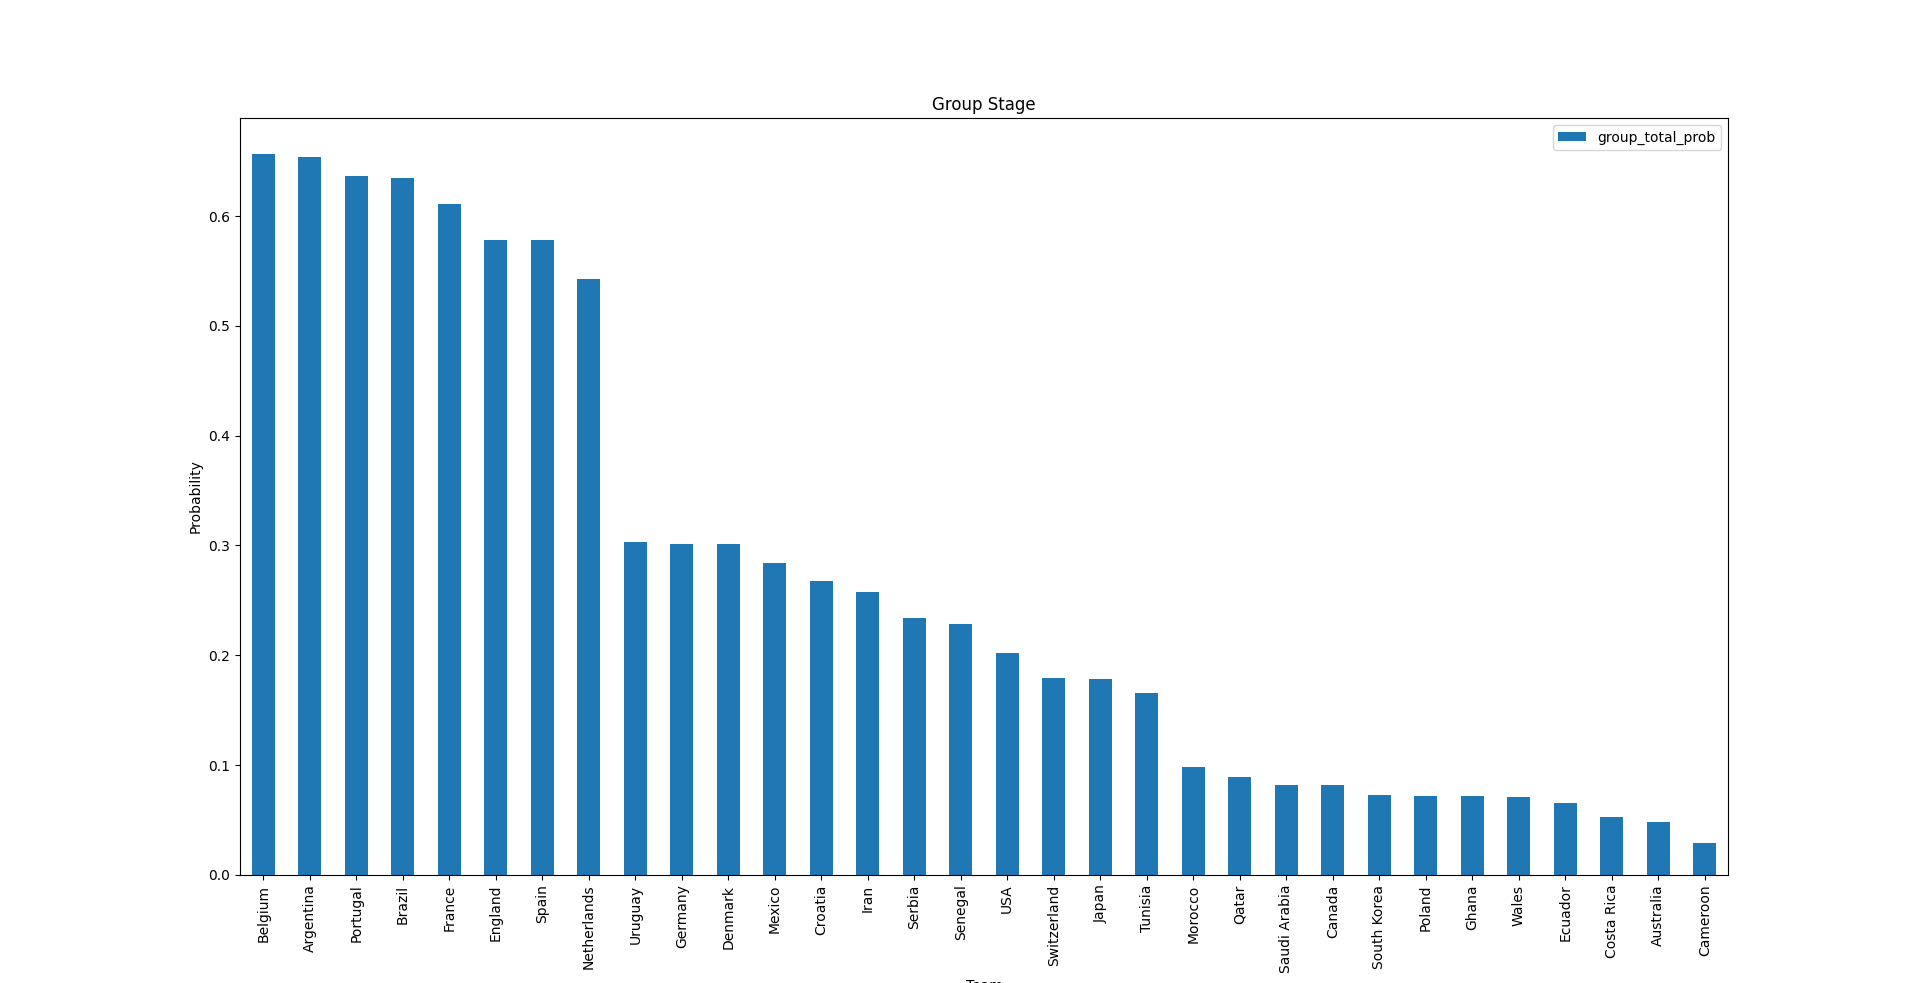 Group Stage
group_total_prob
Probability
0.6
0.5
0.4
0.3
0.2
0.1
0.0
Belgium
Argentina
Portugal
Brazil
France
England
Spain
Netherlands
Uruguay
Germany
Denmark
Mexico
Croatia
Iran
Serbia
Senegal
USA
Switzerland
Japan
Tunisia
Morocco
Qatar
Saudi Arabia
Canada
South Korea
Poland
Ghana
Wales
Ecuador
Costa Rica
Australia
Cameroon
Team